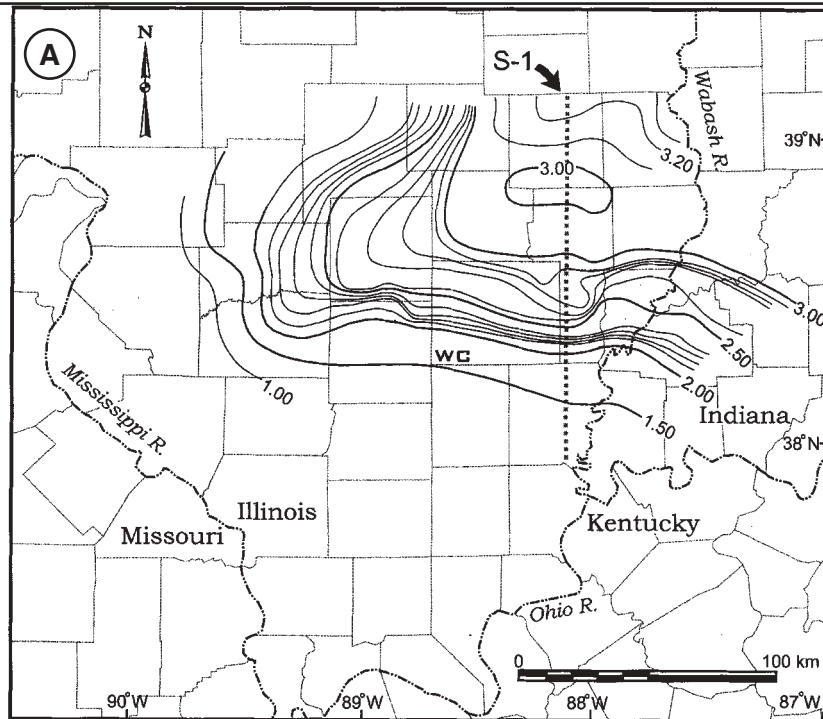 A
N
S-1
Wabash R.
39°N
3.20
3.00
3.00
2.50
WC
2.00
1.00
1.50
Mississippi R.
Indiana
38°N
Illinois
Missouri
Kentucky
Ohio R.
0 100 km
90°W 89°W 88°W 87°W